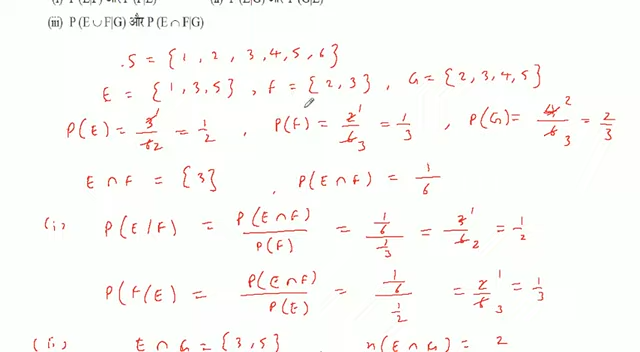 (iii) P (E ∪ F|G) और P (E ∩ F|G)
S = {1, 2, 3, 4, 5, 6}
E = {1, 3, 5}, F = {2, 3}, G = {2, 3, 4, 5}
P(E) = 3/6 = 1/2, P(F) = 2/6 = 1/3, P(G) = 4/6 = 2/3
E ∩ F = {3}, P(E ∩ F) = 1/6
(i) P(E/F) = P(E ∩ F)/P(F) = (1/6)/(1/3) = 3/6 = 1/2
P(F/E) = P(E ∩ F)/P(E) = (1/6)/(1/2) = 2/6 = 1/3
(ii) E ∩ G = {3, 5} n(E ∩ G) = 2